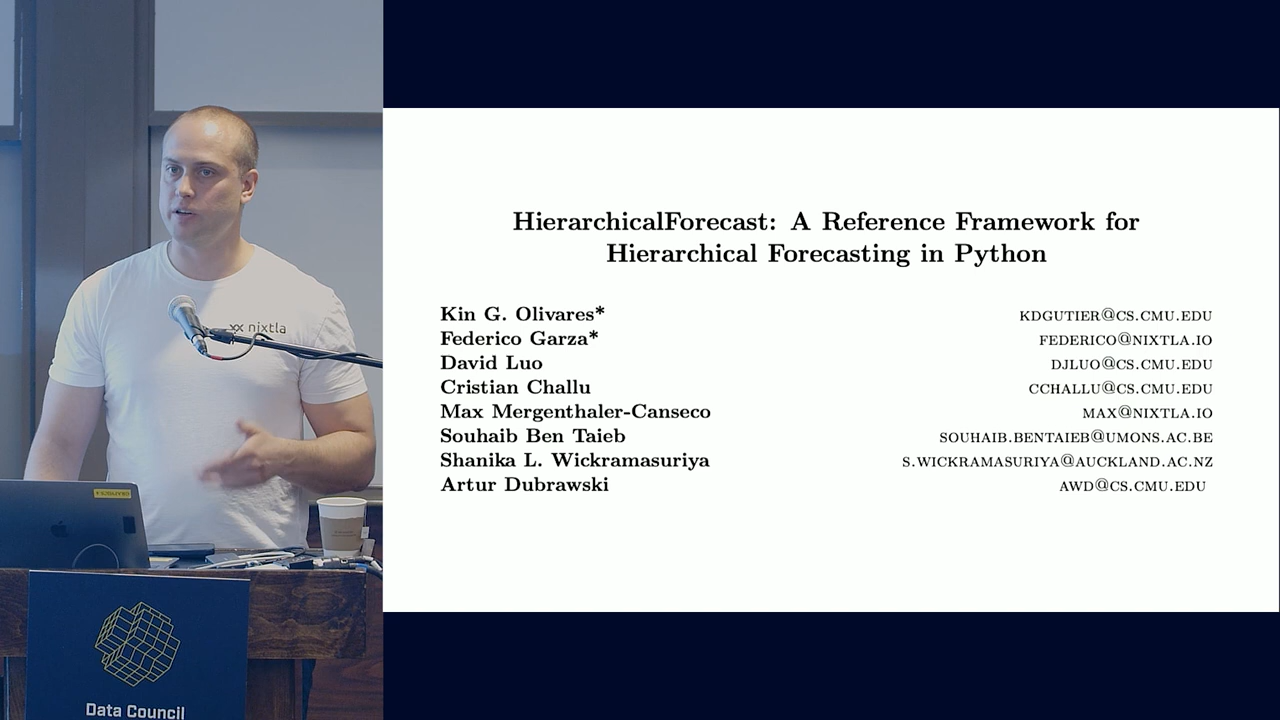 HierarchicalForecast: A Reference Framework for
Hierarchical Forecasting in Python
Kin G. Olivares* KDGUTIER@CS.CMU.EDU
Federico Garza* FEDERICO@NIXTLA.IO
David Luo DJLUO@CS.CMU.EDU
Cristian Challu CCHALLU@CS.CMU.EDU
Max Mergenthaler-Canseco MAX@NIXTLA.IO
Souhaib Ben Taieb SOUHAIB.BENTAIEB@UMONS.AC.BE
Shanika L. Wickramasuriya S.WICKRAMASURIYA@AUCKLAND.AC.NZ
Artur Dubrawski AWD@CS.CMU.EDU
nixtla
Data Council